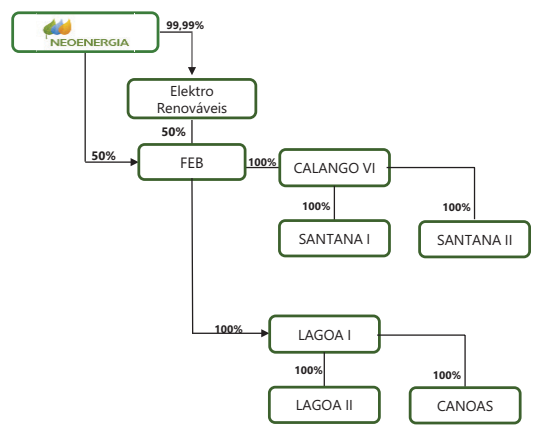 99,99%
NEOENERGIA
Elektro
Renováveis
50%
50%
FEB
100%
CALANGO VI
100%
100%
SANTANA I
SANTANA II
100%
LAGOA I
100%
100%
LAGOA II
CANOAS